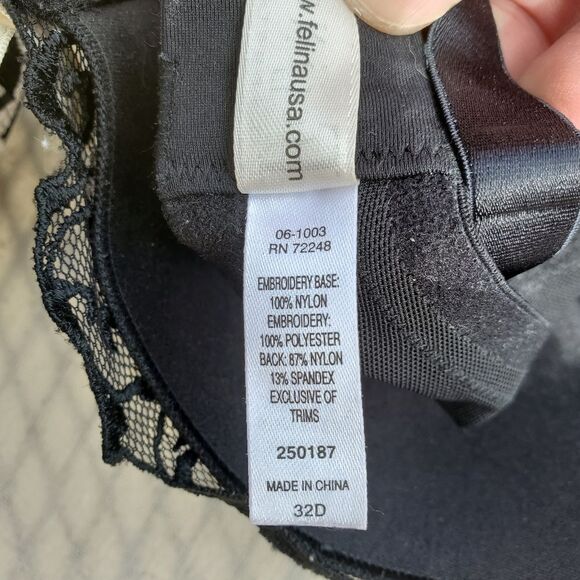 w.felinausa.com
06-1003
RN 72248
EMBROIDERY BASE:
100% NYLON
EMBROIDERY:
100% POLYESTER
BACK: 87% NYLON
13% SPANDEX
EXCLUSIVE OF
TRIMS
250187
MADE IN CHINA
32D